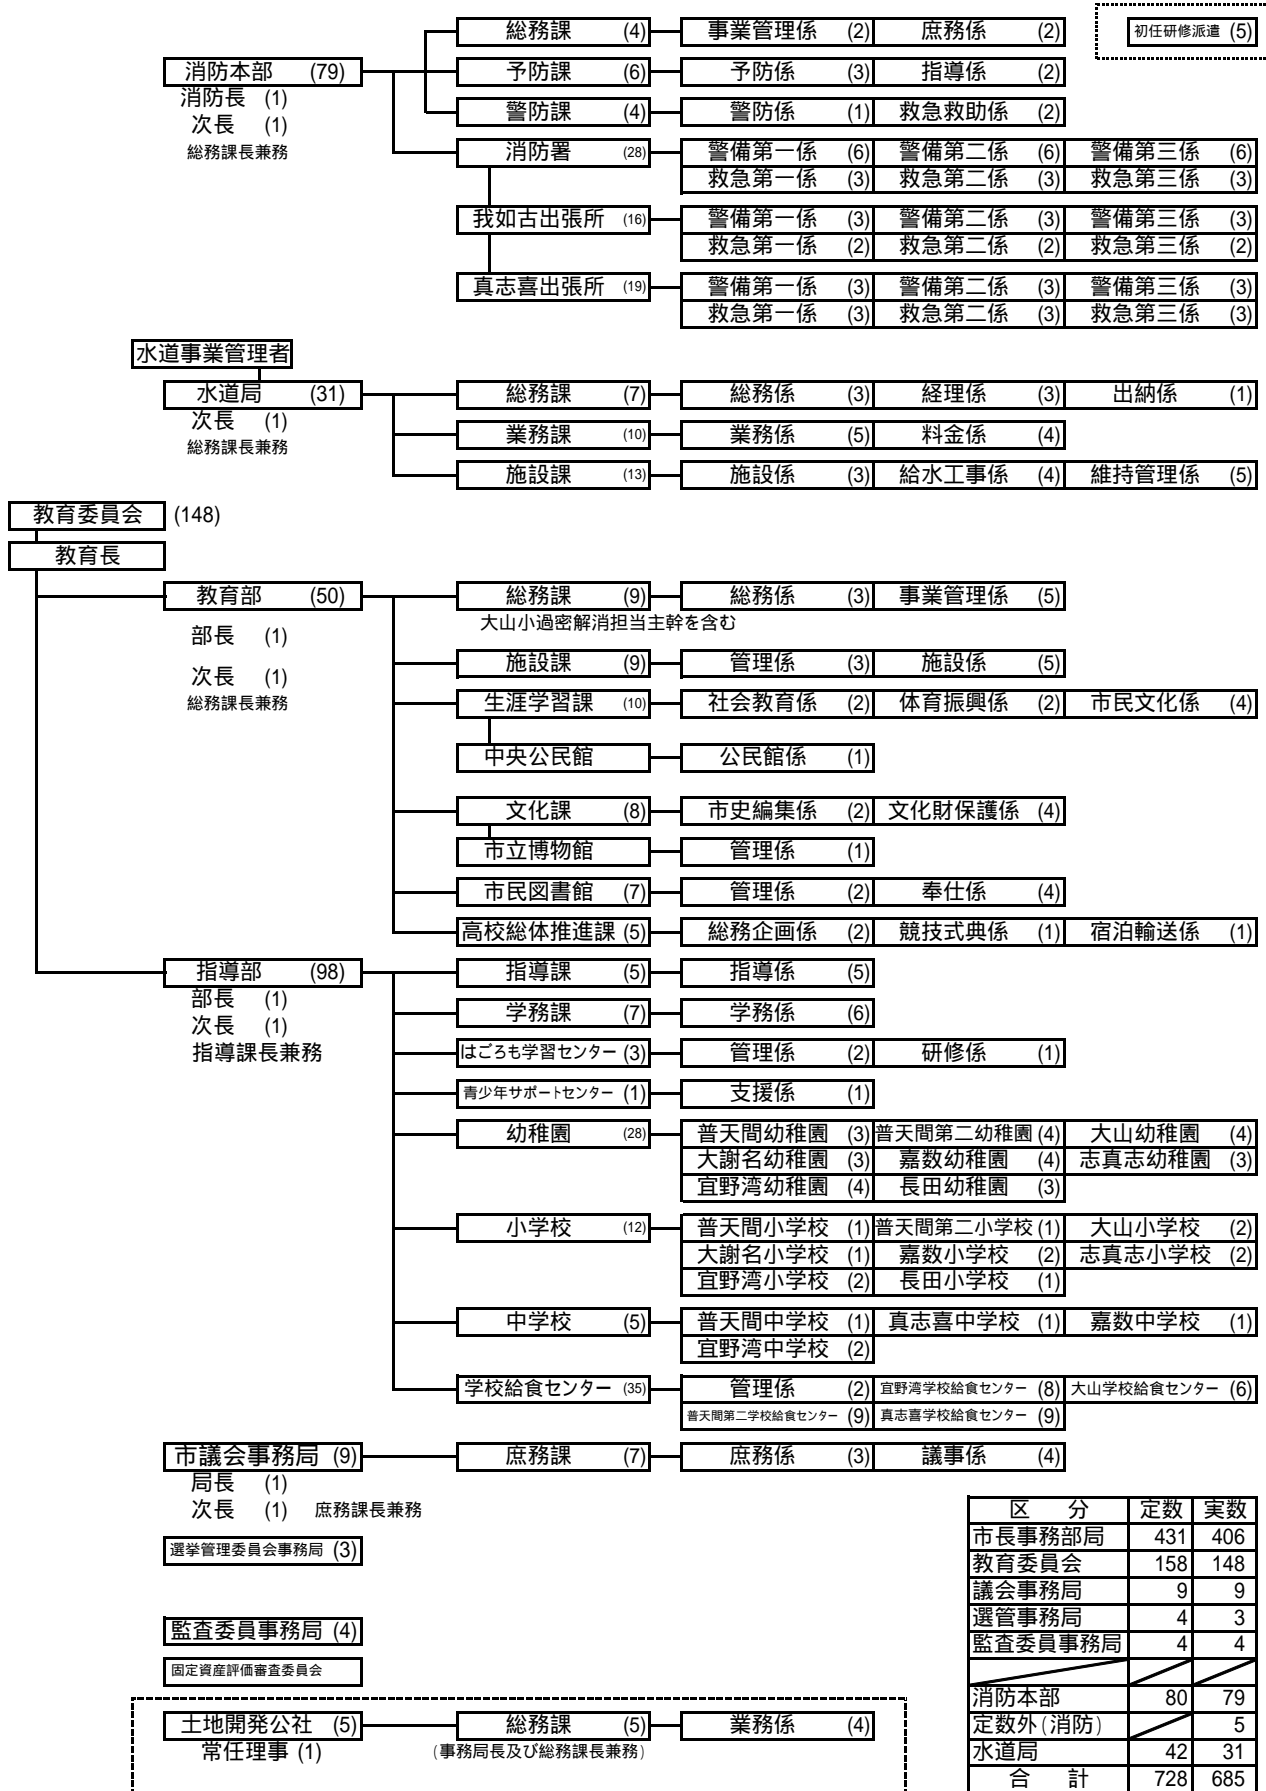 総務課 (4) 事業管理係 (2) 庶務係 (2) 初任研修派遣 (5)
消防本部 (79) 予防課 (6) 予防係 (3) 指導係 (2)
消防長 (1)
警防課 (4) 警防係 (1) 救急救助係 (2)
次長 (1)
総務課長兼務 消防署 (28) 警備第一係 (6) 警備第二係 (6) 警備第三係 (6)
救急第一係 (3) 救急第二係 (3) 救急第三係 (3)
我如古出張所 (16) 警備第一係 (3) 警備第二係 (3) 警備第三係 (3)
救急第一係 (2) 救急第二係 (2) 救急第三係 (2)
真志喜出張所 (19) 警備第一係 (3) 警備第二係 (3) 警備第三係 (3)
救急第一係 (3) 救急第二係 (3) 救急第三係 (3)
水道事業管理者
水道局 (31) 総務課 (7) 総務係 (3) 経理係 (3) 出納係 (1)
次長 (1)
総務課長兼務 業務課 (10) 業務係 (5) 料金係 (4)
施設課 (13) 施設係 (3) 給水工事係 (4) 維持管理係 (5)
教育委員会 (148)
教育長
教育部 (50) 総務課 (9) 総務係 (3) 事業管理係 (5)
大山小過密解消担当主幹を含む
部長 (1)
施設課 (9) 管理係 (3) 施設係 (5)
次長 (1)
総務課長兼務 生涯学習課 (10) 社会教育係 (2) 体育振興係 (2) 市民文化係 (4)
中央公民館 公民館係 (1)
文化課 (8) 市史編集係 (2) 文化財保護係 (4)
市立博物館 管理係 (1)
市民図書館 (7) 管理係 (2) 奉仕係 (4)
高校総体推進課 (5) 総務企画係 (2) 競技式典係 (1) 宿泊輸送係 (1)
指導部 (98) 指導課 (5) 指導係 (5)
部長 (1)
次長 (1) 学務課 (7) 学務係 (6)
指導課長兼務 はごろも学習センター (3) 管理係 (2) 研修係 (1)
青少年サポートセンター (1) 支援係 (1)
幼稚園 (28) 普天間幼稚園 (3) 普天間第二幼稚園 (4) 大山幼稚園 (4)
大謝名幼稚園 (3) 嘉数幼稚園 (4) 志真志幼稚園 (3)
宜野湾幼稚園 (4) 長田幼稚園 (3)
小学校 (12) 普天間小学校 (1) 普天間第二小学校 (1) 大山小学校 (2)
大謝名小学校 (1) 嘉数小学校 (2) 志真志小学校 (2)
宜野湾小学校 (2) 長田小学校 (1)
中学校 (5) 普天間中学校 (1) 真志喜中学校 (1) 嘉数中学校 (1)
宜野湾中学校 (2)
学校給食センター (35) 管理係 (2) 宜野湾学校給食センター (8) 大山学校給食センター (6)
普天間第二学校給食センター (9) 真志喜学校給食センター (9)
市議会事務局 (9) 庶務課 (7) 庶務係 (3) 議事係 (4)
局長 (1)
次長 (1) 庶務課長兼務
選挙管理委員会事務局 (3)
監査委員事務局 (4)
固定資産評価審査委員会
土地開発公社 (5) 総務課 (5) 業務係 (4)
常任理事 (1) (事務局長及び総務課長兼務)
区 分 定数 実数
市長事務部局 431 406
教育委員会 158 148
議会事務局 9 9
選管事務局 4 3
監査委員事務局 4 4
消防本部 80 79
定数外(消防) 5
水道局 42 31
合 計 728 685